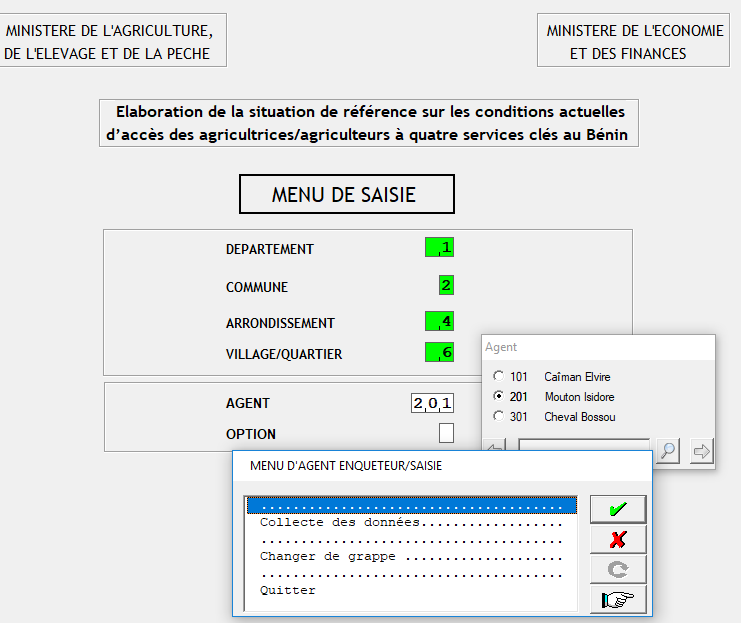 MINISTERE DE L'AGRICULTURE,
DE L'ELEVAGE ET DE LA PECHE
MINISTERE DE L'ECONOMIE
ET DES FINANCES
Elaboration de la situation de référence sur les conditions actuelles
d’accès des agricultrices/agriculteurs à quatre services clés au Bénin
MENU DE SAISIE
DEPARTEMENT 1
COMMUNE 2
ARRONDISSEMENT 4
VILLAGE/QUARTIER 6
AGENT 201
OPTION
Agent
101 Caïman Elvire
201 Mouton Isidore
301 Cheval Bossou
MENU D'AGENT ENQUETEUR/SAISIE
......................................
Collecte des données..................
......................................
Changer de grappe ....................
......................................
Quitter